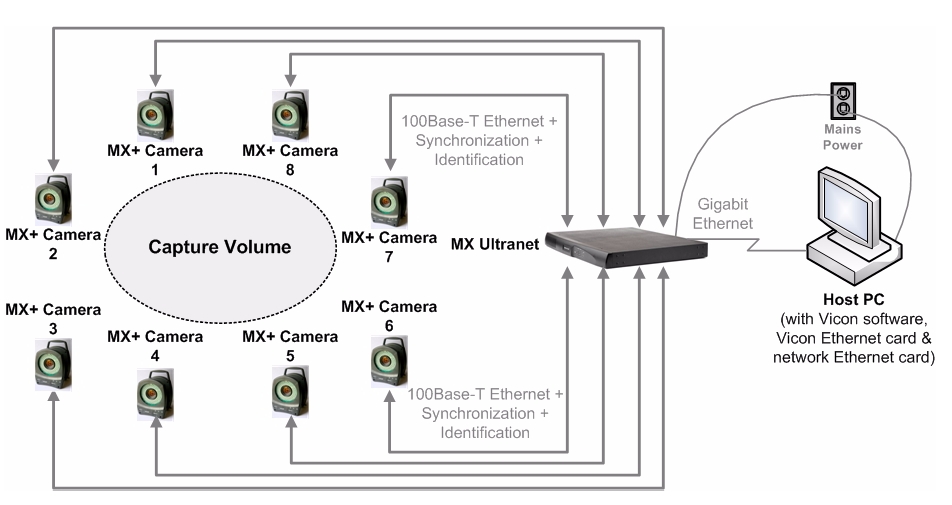 MX+ Camera
1
MX+ Camera
8
100Base-T Ethernet +
Synchronization +
Identification
Mains
Power
MX+ Camera
2
Capture Volume
MX+ Camera
7
MX Ultranet
Gigabit
Ethernet
MX+ Camera
3
MX+ Camera
4
MX+ Camera
5
MX+ Camera
6
Host PC
(with Vicon software,
Vicon Ethernet card &
network Ethernet card)
100Base-T Ethernet +
Synchronization +
Identification